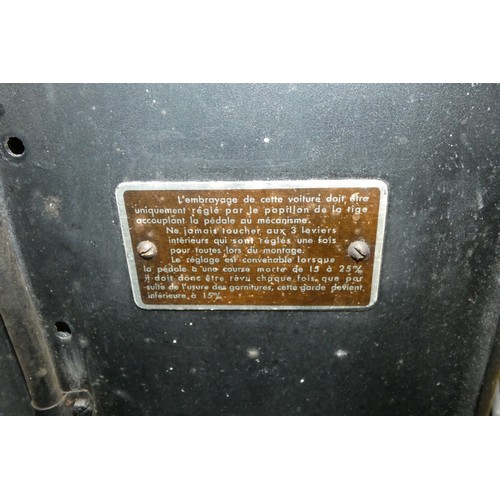 L'embrayage de cette voiture doit être
uniquement réglé par le papillon de la tige
accouplant la pédale au mécanisme.
Ne jamais toucher aux 3 leviers
intérieurs qui sont réglés une fois
pour toutes lors du montage.
Le réglage est convenable lorsque
la pédale a une course morte de 15 à 25%
il doit donc être revu chaque fois que par
suite de l'usure des garnitures, cette garde devient
inférieure à 15%